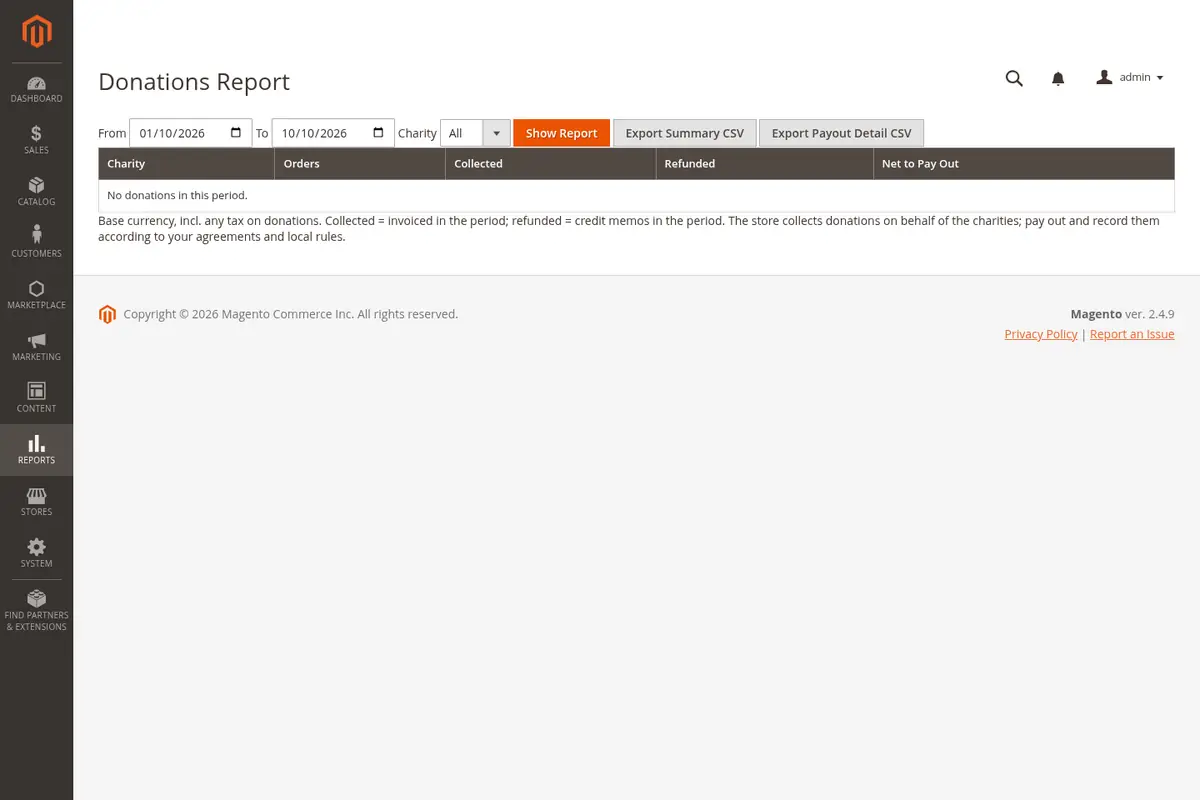 Donations Report
admin
From 01/10/2026 To 10/10/2026 Charity All Show Report Export Summary CSV Export Payout Detail CSV
Charity Orders Collected Refunded Net to Pay Out
No donations in this period.
Base currency, incl. any tax on donations. Collected = invoiced in the period; refunded = credit memos in the period. The store collects donations on behalf of the charities; pay out and record them
according to your agreements and local rules.
Copyright © 2026 Magento Commerce Inc. All rights reserved.
Magento ver. 2.4.9
Privacy Policy | Report an Issue
DASHBOARD
SALES
CATALOG
CUSTOMERS
MARKETPLACE
MARKETING
CONTENT
REPORTS
STORES
SYSTEM
FIND PARTNERS
& EXTENSIONS